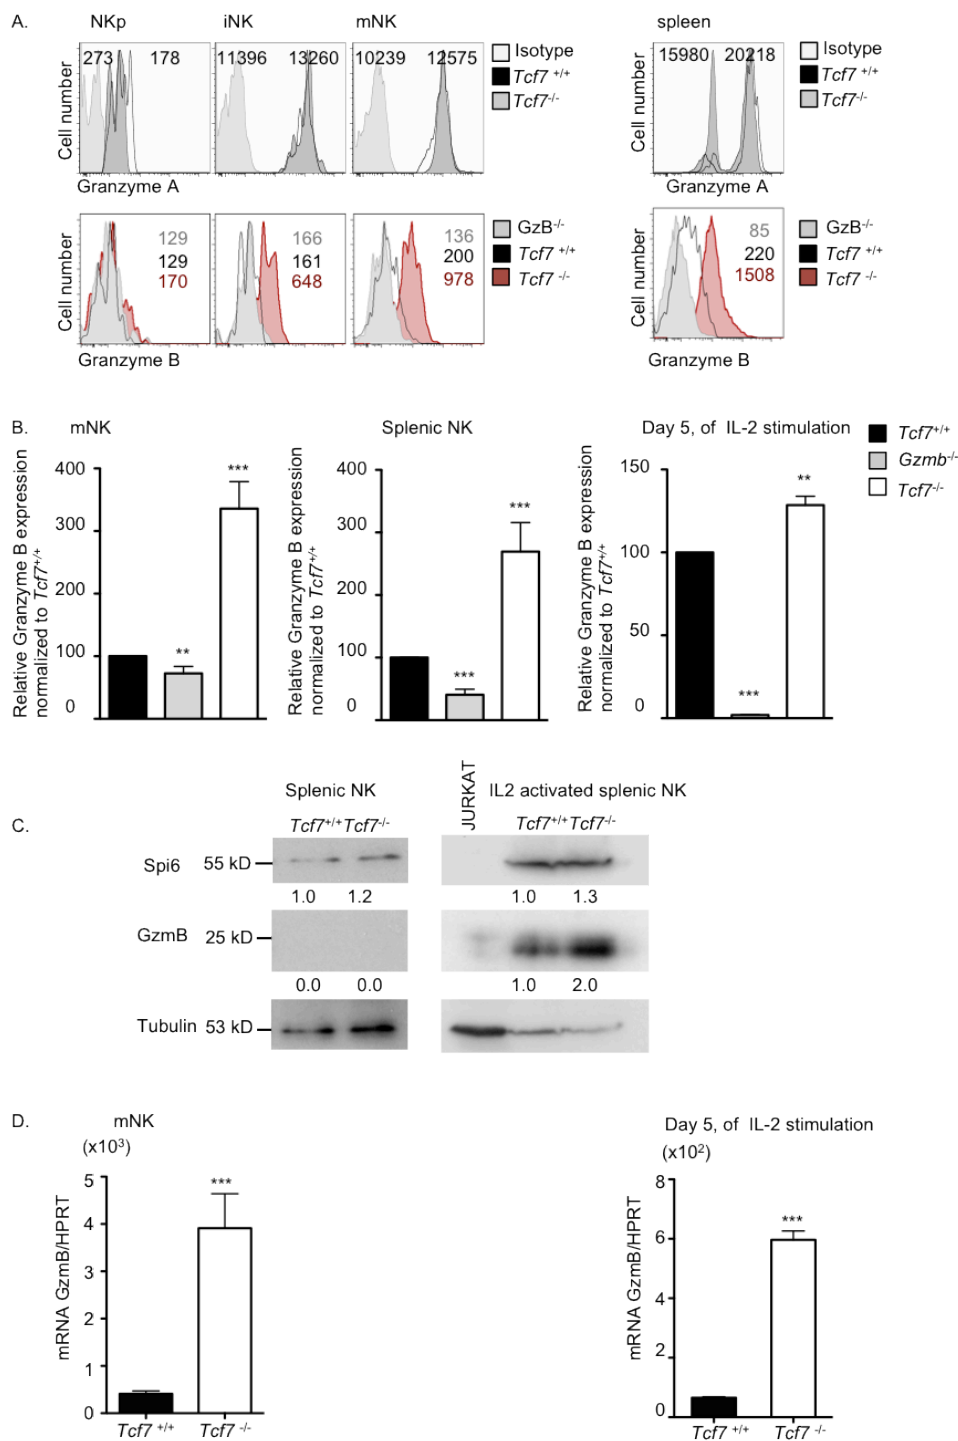 A.
NKp iNK mNK spleen
273 178 11396 13260 10239 12575 15980 20218
Cell number Cell number
Isotype
Tcf7 +/+
Tcf7-/-
Isotype
Tcf7 +/+
Tcf7-/-
Granzyme A Granzyme A
129
129
170
166
161
648
136
200
978
GzB-/-
Tcf7 +/+
Tcf7 -/-
85
220
1508
GzB-/-
Tcf7 +/+
Tcf7 -/-
Cell number Cell number
Granzyme B Granzyme B
B.
mNK
Relative Granzyme B expression
normalized to Tcf7+/+
400
300
200
100
0
**
***
Splenic NK
Relative Granzyme B expression
normalized to Tcf7+/+
400
300
200
100
0
***
***
Day 5, of IL-2 stimulation
Relative Granzyme B expression
normalized to Tcf7+/+
150
100
50
0
***
**
Tcf7+/+
Gzmb-/-
Tcf7-/-
C.
Splenic NK
JURKAT
IL2 activated splenic NK
Tcf7+/+ Tcf7-/-
Tcf7+/+ Tcf7-/-
Spi6 55 kD
1.0 1.2 1.0 1.3
GzmB 25 kD
0.0 0.0 1.0 2.0
Tubulin 53 kD
D.
mNK
(x10³)
mRNA GzmB/HPRT
5
4
3
2
1
0
***
Tcf7 +/+ Tcf7 -/-
Day 5, of IL-2 stimulation
(x10²)
mRNA GzmB/HPRT
8
6
4
2
0
***
Tcf7 +/+ Tcf7 -/-